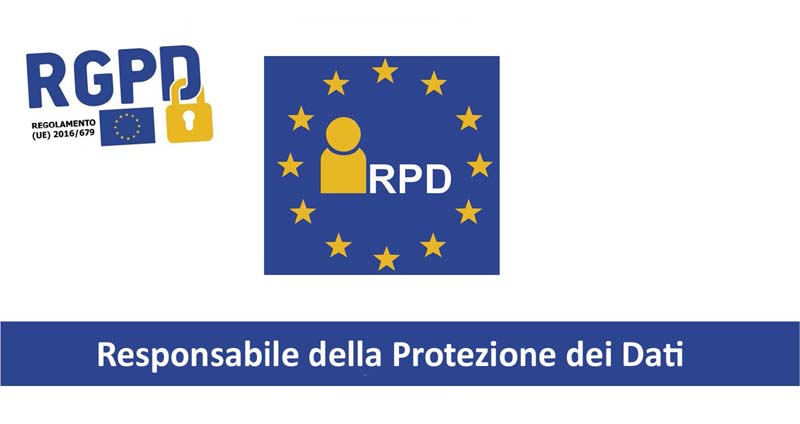 RGPD
REGOLAMENTO
(UE) 2016/679
RPD
Responsabile della Protezione dei Dati